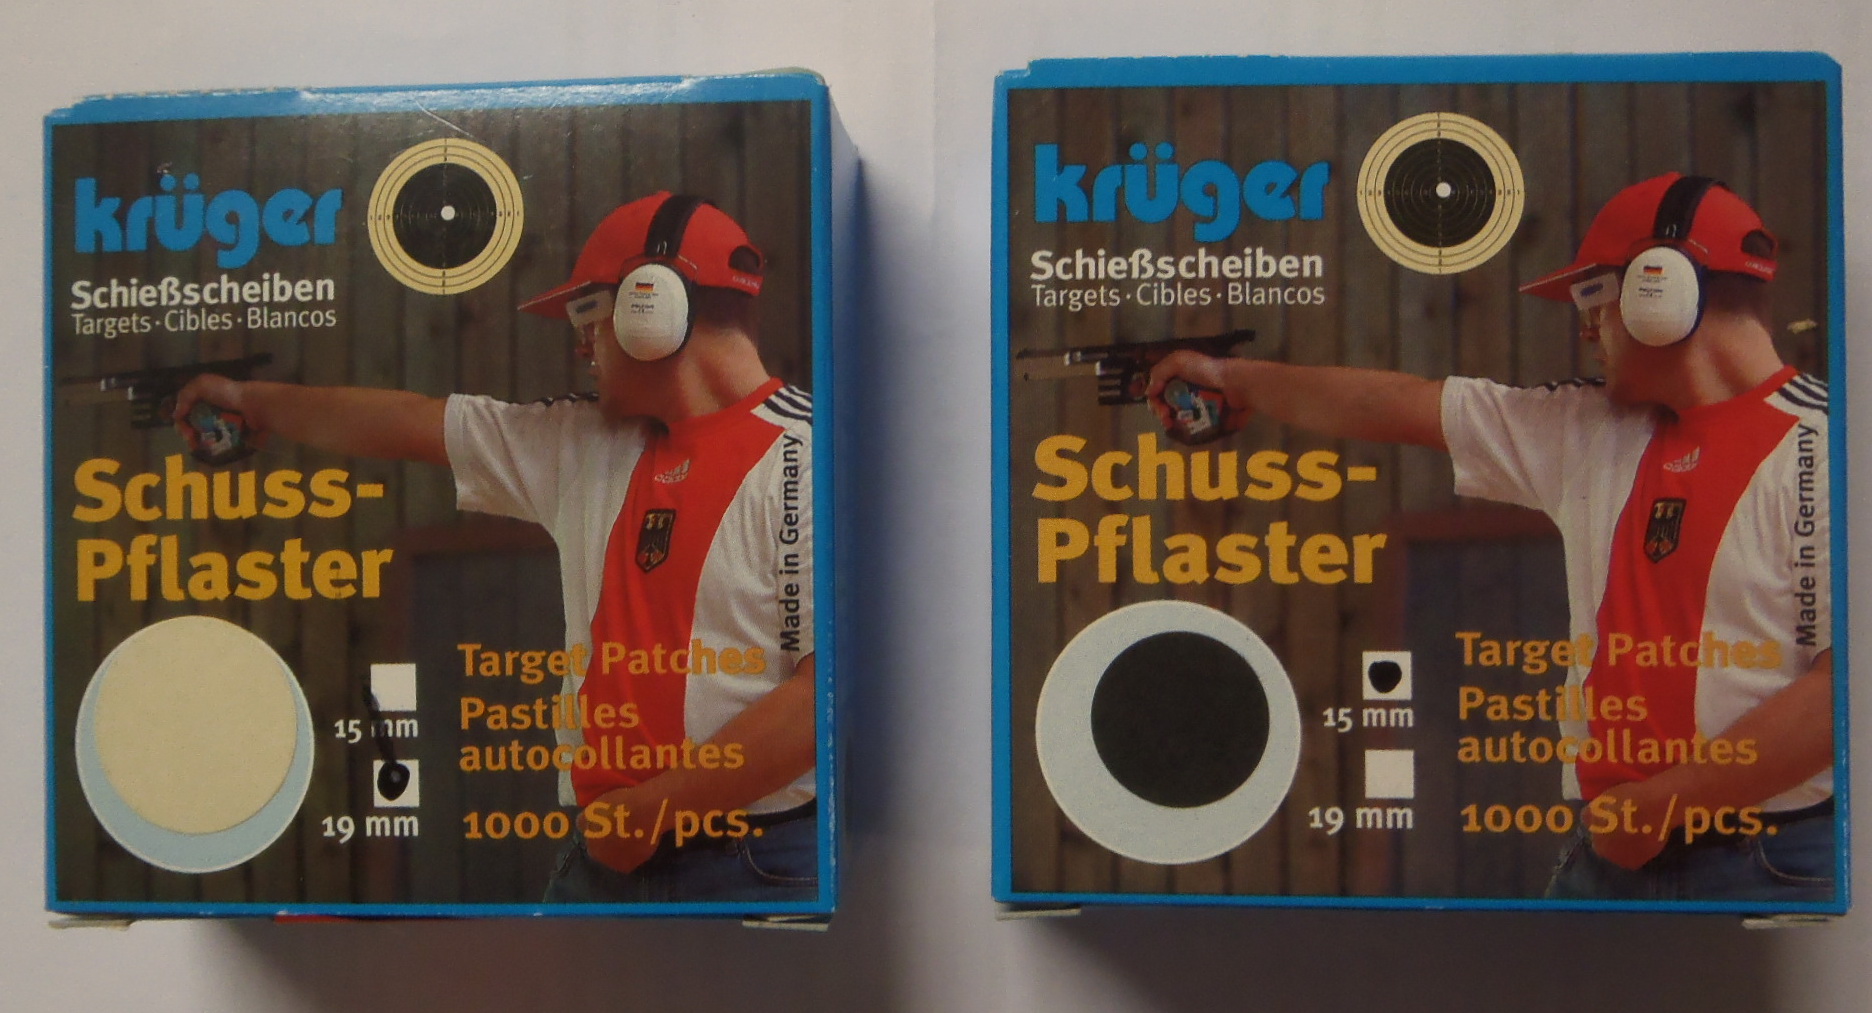 krüger
Schießscheiben
Targets · Cibles · Blancos
Schuss-
Pflaster
Made in Germany
Target Patches
Pastilles
autocollantes
15 mm
19 mm
1000 St./pcs.
krüger
Schießscheiben
Targets · Cibles · Blancos
Schuss-
Pflaster
Made in Germany
Target Patches
Pastilles
autocollantes
15 mm
19 mm
1000 St./pcs.